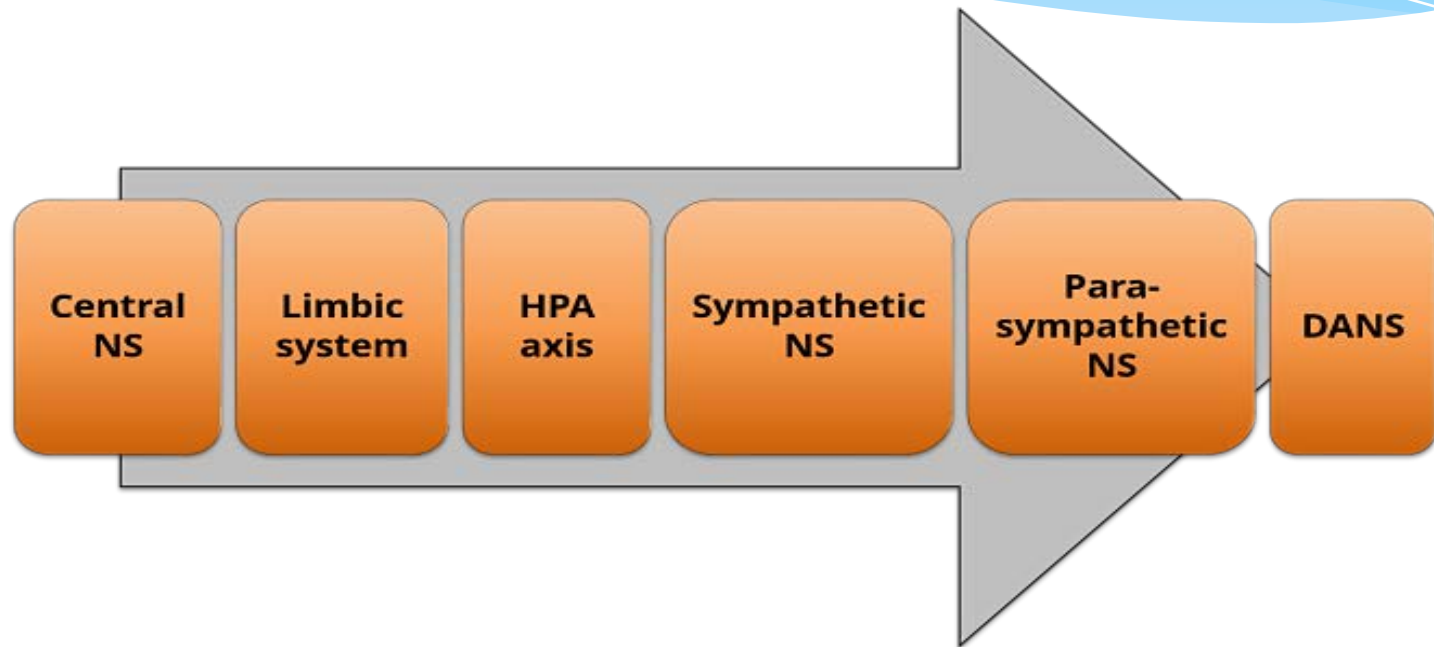 Central
NS
Limbic
system
HPA
axis
Sympathetic
NS
Para-
sympathetic
NS
DANS